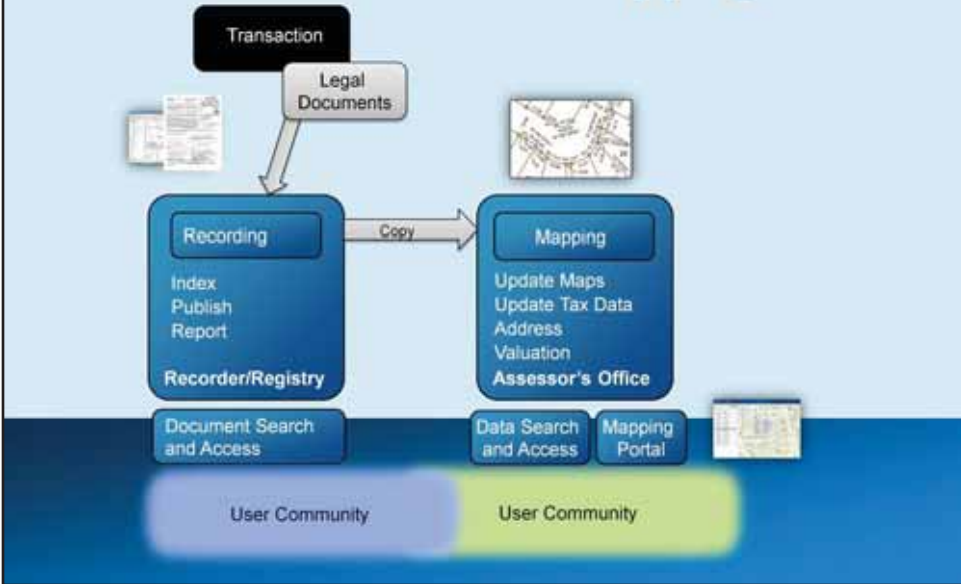 Transaction
Legal
Documents
Recording
Copy
Mapping
Index
Publish
Report
Recorder/Registry
Update Maps
Update Tax Data
Address
Valuation
Assessor's Office
Document Search
and Access
Data Search
and Access
Mapping
Portal
User Community
User Community